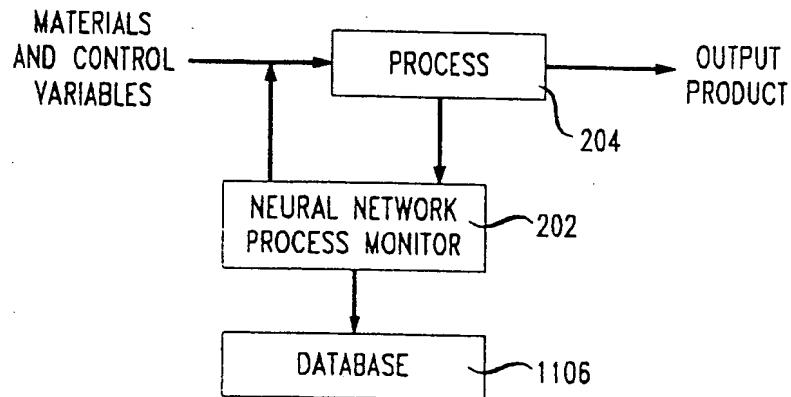 MATERIALS
AND CONTROL
VARIABLES
PROCESS
OUTPUT
PRODUCT
204
NEURAL NETWORK
PROCESS MONITOR
202
DATABASE
1106